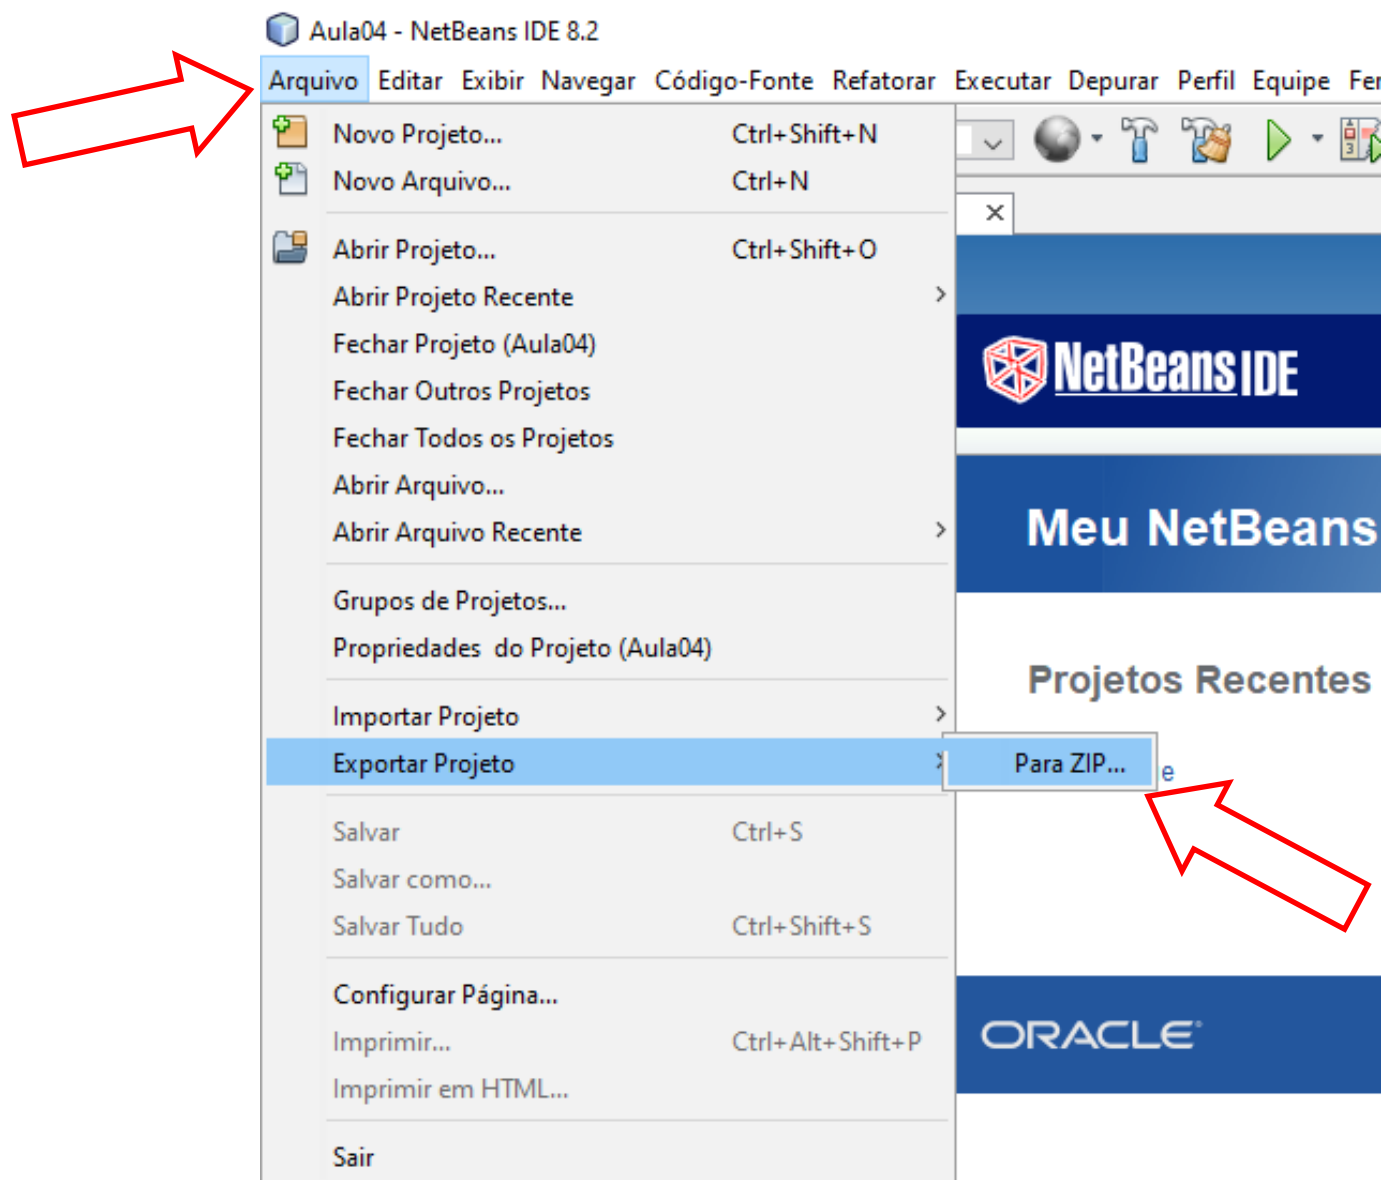 Aula04 - NetBeans IDE 8.2
Arquivo Editar Exibir Navegar Código-Fonte Refatorar Executar Depurar Perfil Equipe
Novo Projeto... Ctrl+Shift+N
Novo Arquivo... Ctrl+N
Abrir Projeto... Ctrl+Shift+O
Abrir Projeto Recente
Fechar Projeto (Aula04)
Fechar Outros Projetos
Fechar Todos os Projetos
Abrir Arquivo...
Abrir Arquivo Recente
Grupos de Projetos...
Propriedades do Projeto (Aula04)
Importar Projeto
Exportar Projeto
Para ZIP...
Salvar Ctrl+S
Salvar como...
Salvar Tudo Ctrl+Shift+S
Configurar Página...
Imprimir... Ctrl+Alt+Shift+P
Imprimir em HTML...
Sair
NetBeans IDE
Meu NetBeans
Projetos Recentes
ORACLE